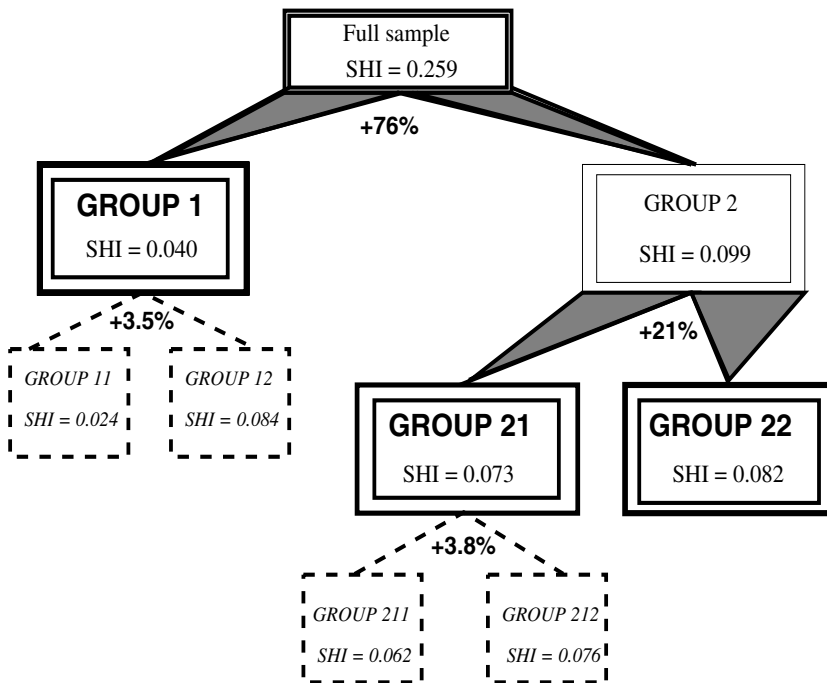 Full sample
SHI = 0.259
+76%
GROUP 1
SHI = 0.040
GROUP 2
SHI = 0.099
+3.5%
+21%
GROUP 11
SHI = 0.024
GROUP 12
SHI = 0.084
GROUP 21
SHI = 0.073
GROUP 22
SHI = 0.082
+3.8%
GROUP 211
SHI = 0.062
GROUP 212
SHI = 0.076